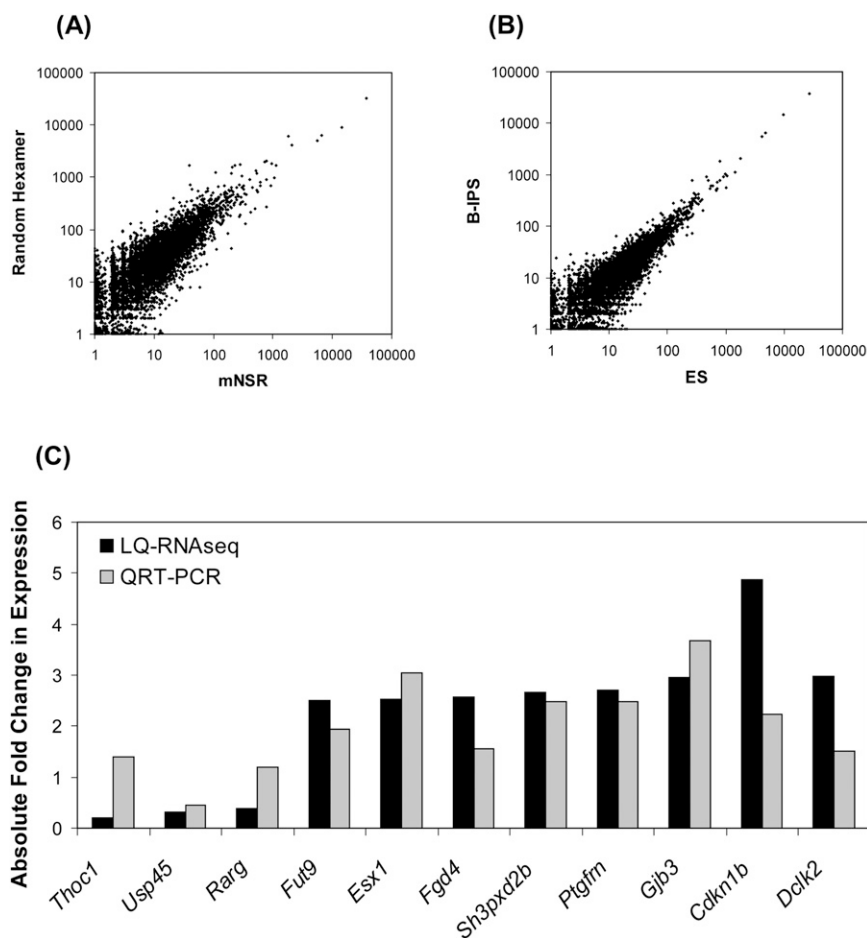 (A)
100000
10000
1000
100
10
1
Random Hexamer
1 10 100 1000 10000 100000
mNSR
(B)
100000
10000
1000
100
10
1
B-IPS
1 10 100 1000 10000 100000
ES
(C)
Absolute Fold Change in Expression
6
5
4
3
2
1
0
LQ-RNAseq
QRT-PCR
Thoc1
Usp45
Rarg
Fut9
Esx1
Fgd4
Sh3pxd2b
Ptgfrn
Gjb3
Cdkn1b
Dclk2